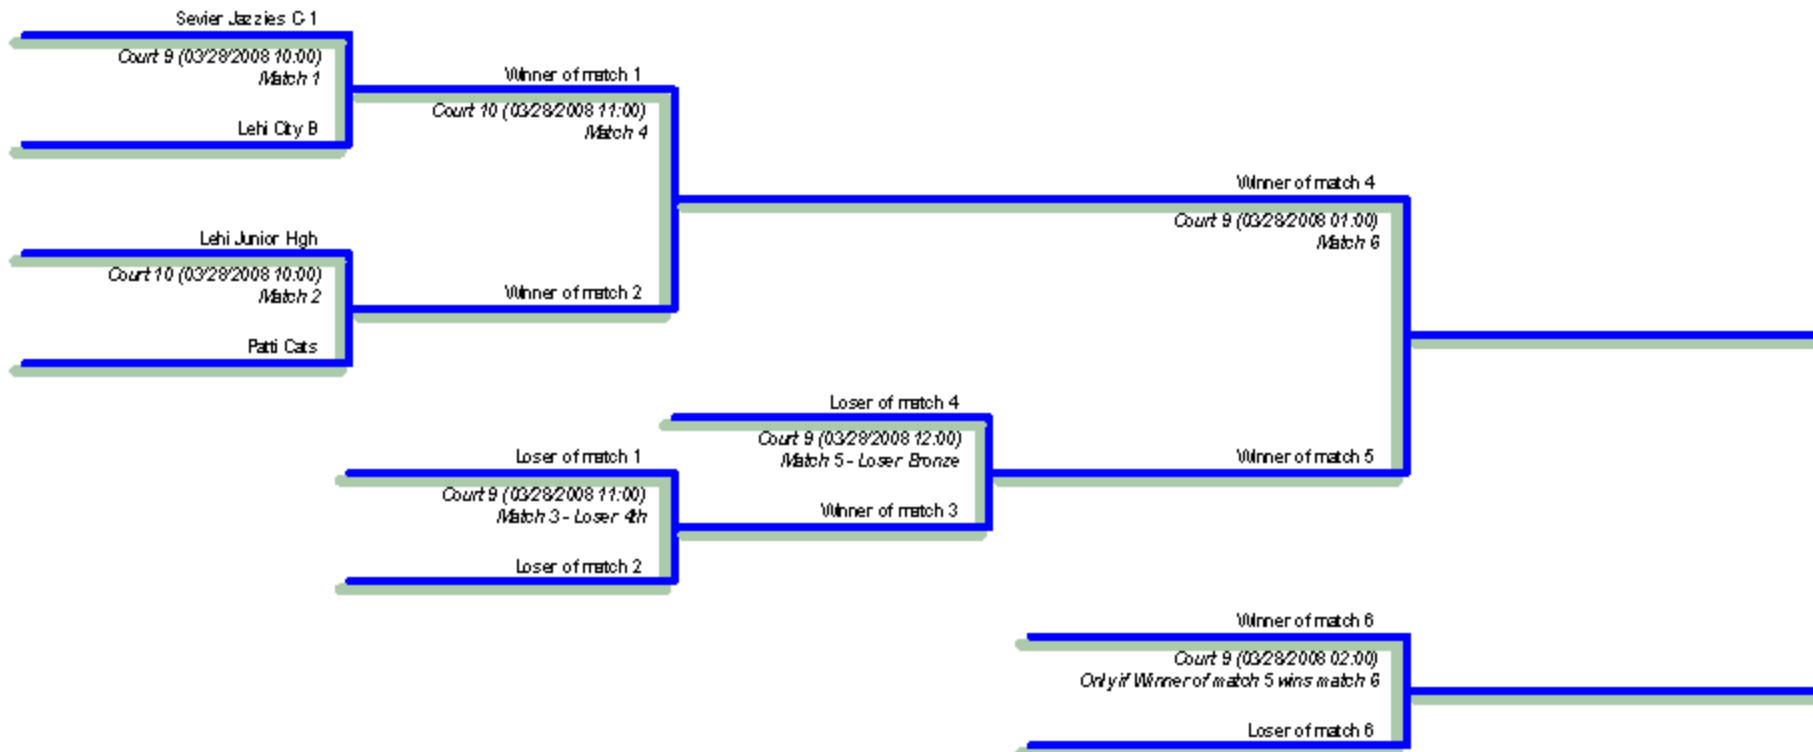 Sevier Jazzies C-1
Court 9 (03/28/2008 10:00)
Match 1
Lehi City B
Winner of match 1
Court 10 (03/28/2008 11:00)
Match 4
Winner of match 2
Lehi Junior High
Court 10 (03/28/2008 10:00)
Match 2
Patti Cats
Winner of match 4
Court 9 (03/28/2008 01:00)
Match 6
Winner of match 5
Loser of match 4
Court 9 (03/28/2008 12:00)
Match 5 - Loser Bronze
Winner of match 3
Loser of match 1
Court 9 (03/28/2008 11:00)
Match 3 - Loser 4th
Loser of match 2
Winner of match 6
Court 9 (03/28/2008 02:00)
Only if Winner of match 5 wins match 6
Loser of match 6